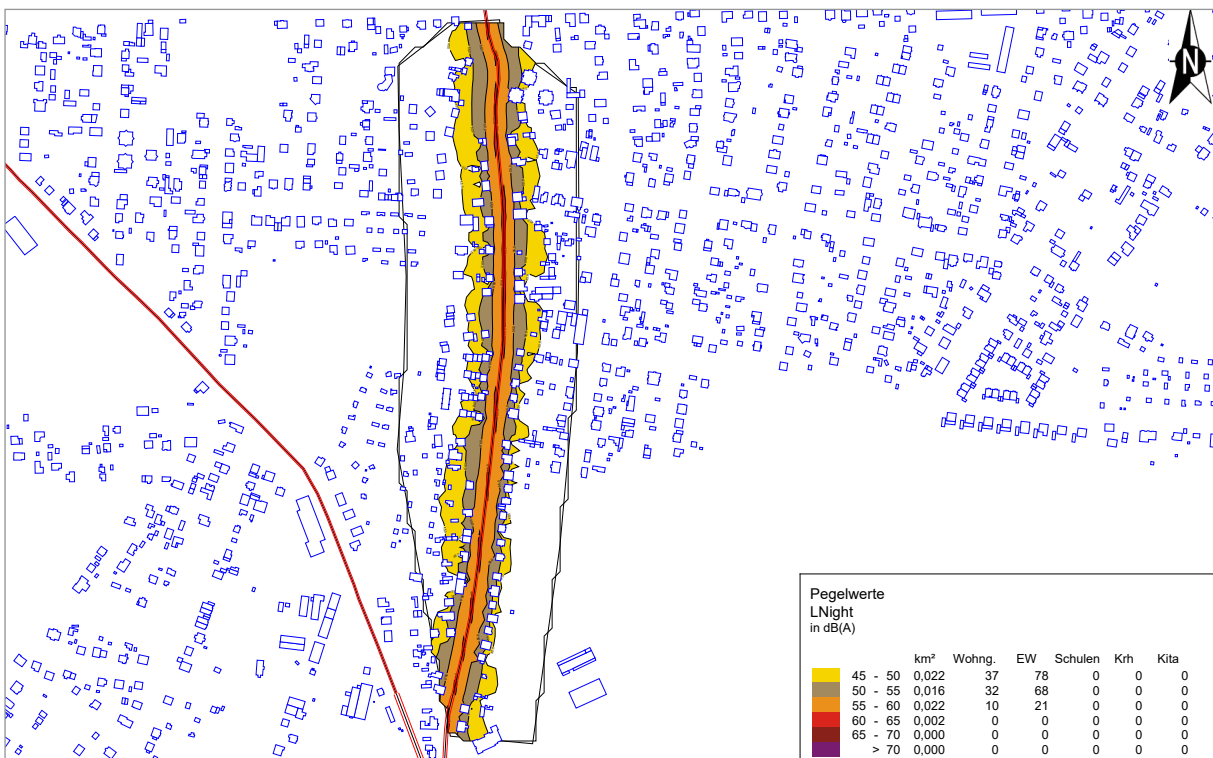 N
Pegelwerte
LNight
in dB(A)
km² Wohng. EW Schulen Krh Kita
45 - 50 0,022 37 78 0 0 0
50 - 55 0,016 32 68 0 0 0
55 - 60 0,022 10 21 0 0 0
60 - 65 0,002 0 0 0 0 0
65 - 70 0,000 0 0 0 0 0
> 70 0,000 0 0 0 0 0